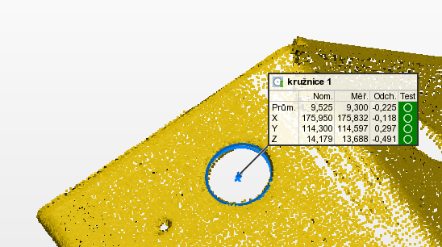 kružnice 1
Nom. Měř. Odch. Test
Prům. 9,525 9,300 -0,225
X 175,950 175,832 -0,118
Y 114,300 114,597 0,297
Z 14,179 13,688 -0,491